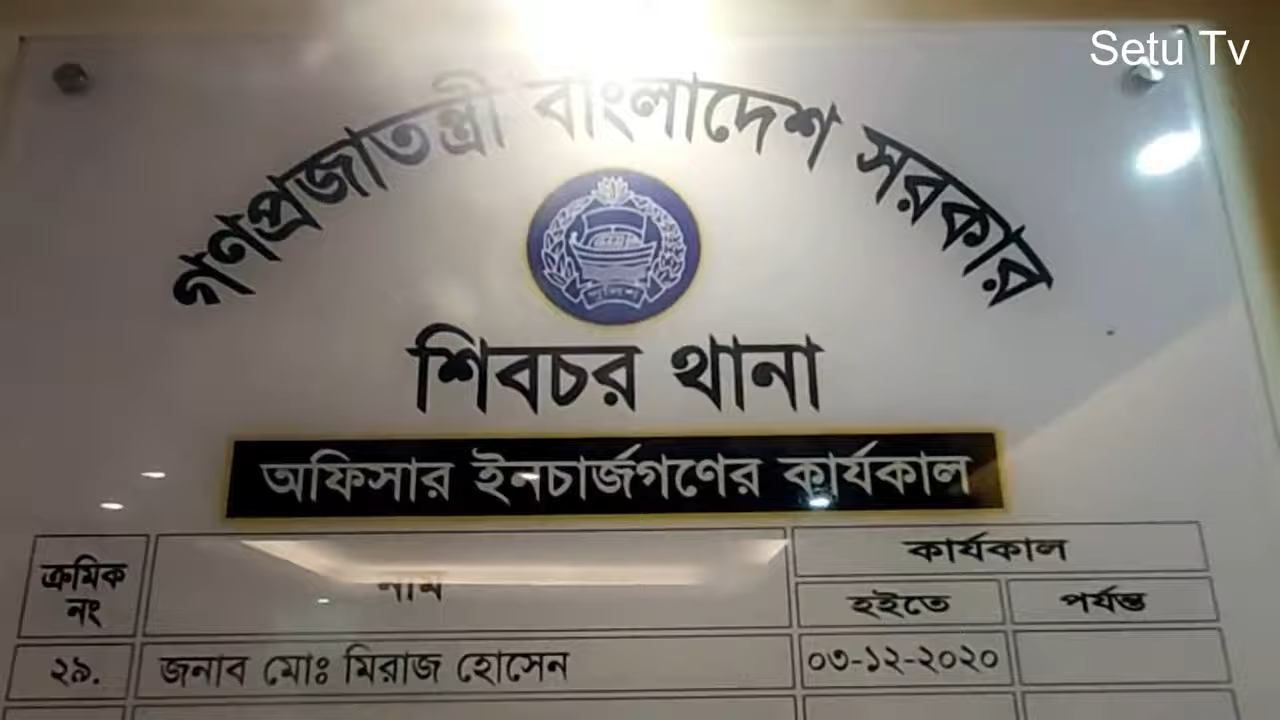 Setu Tv
গণপ্রজাতন্ত্রী বাংলাদেশ সরকার
পুলিশ
শিবচর থানা
অফিসার ইনচার্জগণের কার্যকাল
ক্রমিক নং
নাম
কার্যকাল
হইতে
পর্যন্ত
২৯.
জনাব মোঃ মিরাজ হোসেন
০৩-১২-২০২০